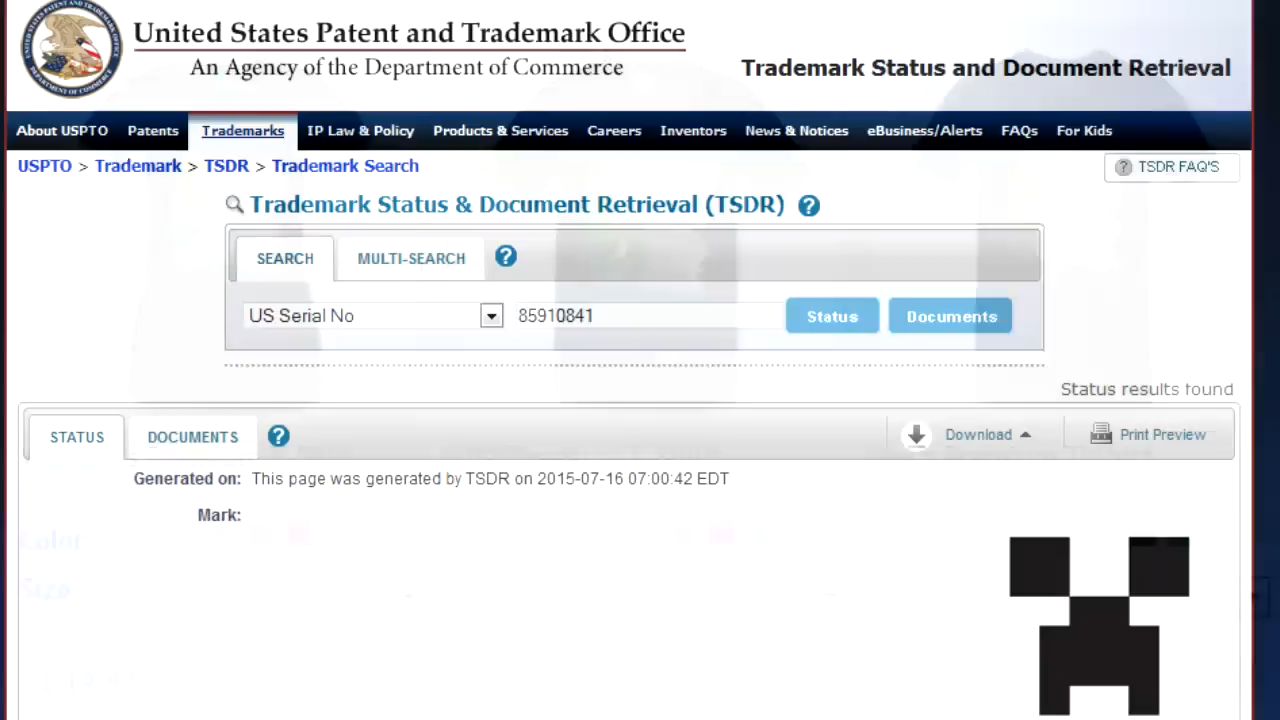 United States Patent and Trademark Office
An Agency of the Department of Commerce
Trademark Status and Document Retrieval
About USPTO Patents Trademarks IP Law & Policy Products & Services Careers Inventors News & Notices eBusiness/Alerts FAQs For Kids
USPTO > Trademark > TSDR > Trademark Search
? TSDR FAQ'S
Trademark Status & Document Retrieval (TSDR) ?
SEARCH MULTI-SEARCH ?
US Serial No 85910841 Status Documents
Status results found
STATUS DOCUMENTS ? Download Print Preview
Generated on: This page was generated by TSDR on 2015-07-16 07:00:42 EDT
Mark:
Color
Size